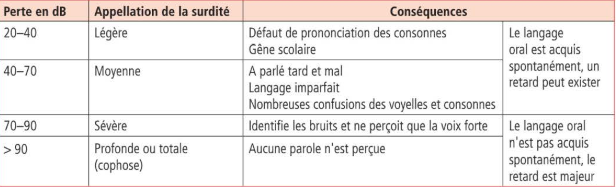 Perte en dB Appellation de la surdité Conséquences
20–40 Légère Défaut de prononciation des consonnes
Gêne scolaire
Le langage
oral est acquis
spontanément, un
retard peut exister
40–70 Moyenne A parlé tard et mal
Langage imparfait
Nombreuses confusions des voyelles et consonnes
70–90 Sévère Identifie les bruits et ne perçoit que la voix forte
Le langage oral
n'est pas acquis
spontanément, le
retard est majeur
> 90 Profonde ou totale
(cophose)
Aucune parole n'est perçue